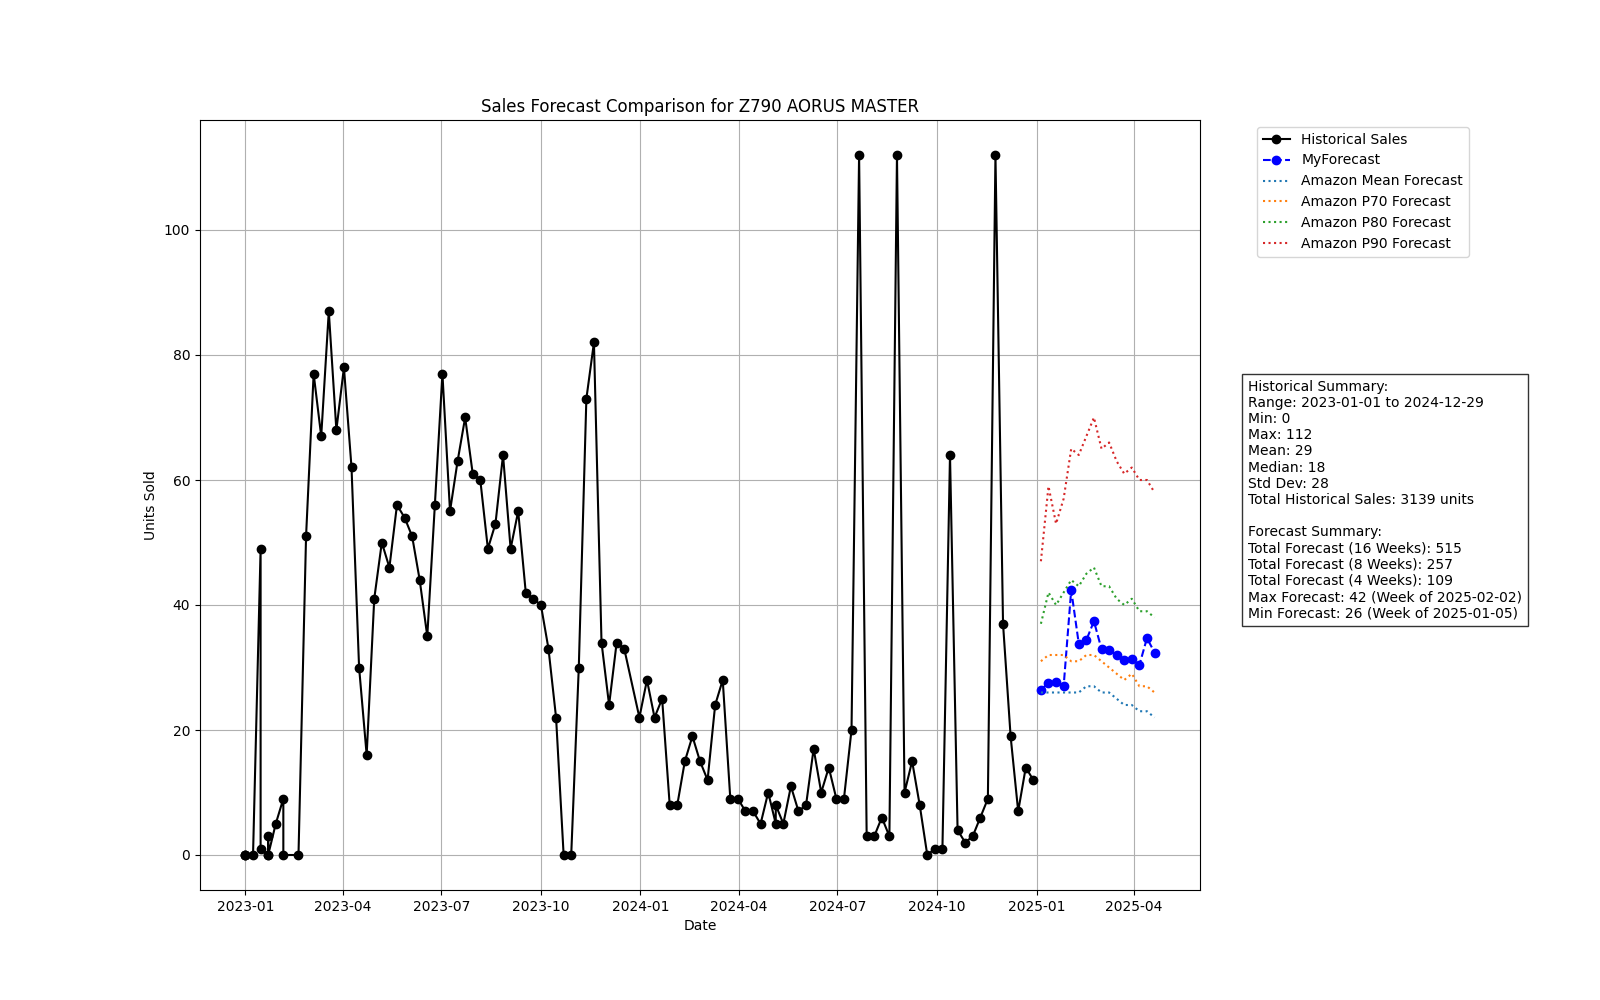 Sales Forecast Comparison for Z790 AORUS MASTER
Historical Sales
MyForecast
Amazon Mean Forecast
Amazon P70 Forecast
Amazon P80 Forecast
Amazon P90 Forecast
Units Sold
100
80
60
40
20
0
Historical Summary:
Range: 2023-01-01 to 2024-12-29
Min: 0
Max: 112
Mean: 29
Median: 18
Std Dev: 28
Total Historical Sales: 3139 units
Forecast Summary:
Total Forecast (16 Weeks): 515
Total Forecast (8 Weeks): 257
Total Forecast (4 Weeks): 109
Max Forecast: 42 (Week of 2025-02-02)
Min Forecast: 26 (Week of 2025-01-05)
2023-01 2023-04 2023-07 2023-10 2024-01 2024-04 2024-07 2024-10 2025-01 2025-04
Date